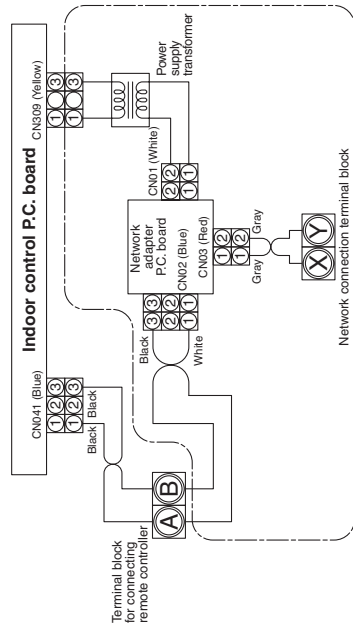 Indoor control P.C. board
CN041 (Blue)
CN309 (Yellow)
1 2 3
1 2 3
1 3
1 3
Black
Black
Power
supply
transformer
Terminal block
for connecting
remote controller
A B
Network
adapter
P.C. board
CN01 (White)
2 2
1 1
CN02 (Blue)
3 3
2 2
1 1
Black
White
CN03 (Red)
1 2
1 2
Gray
Gray
X Y
Network connection terminal block